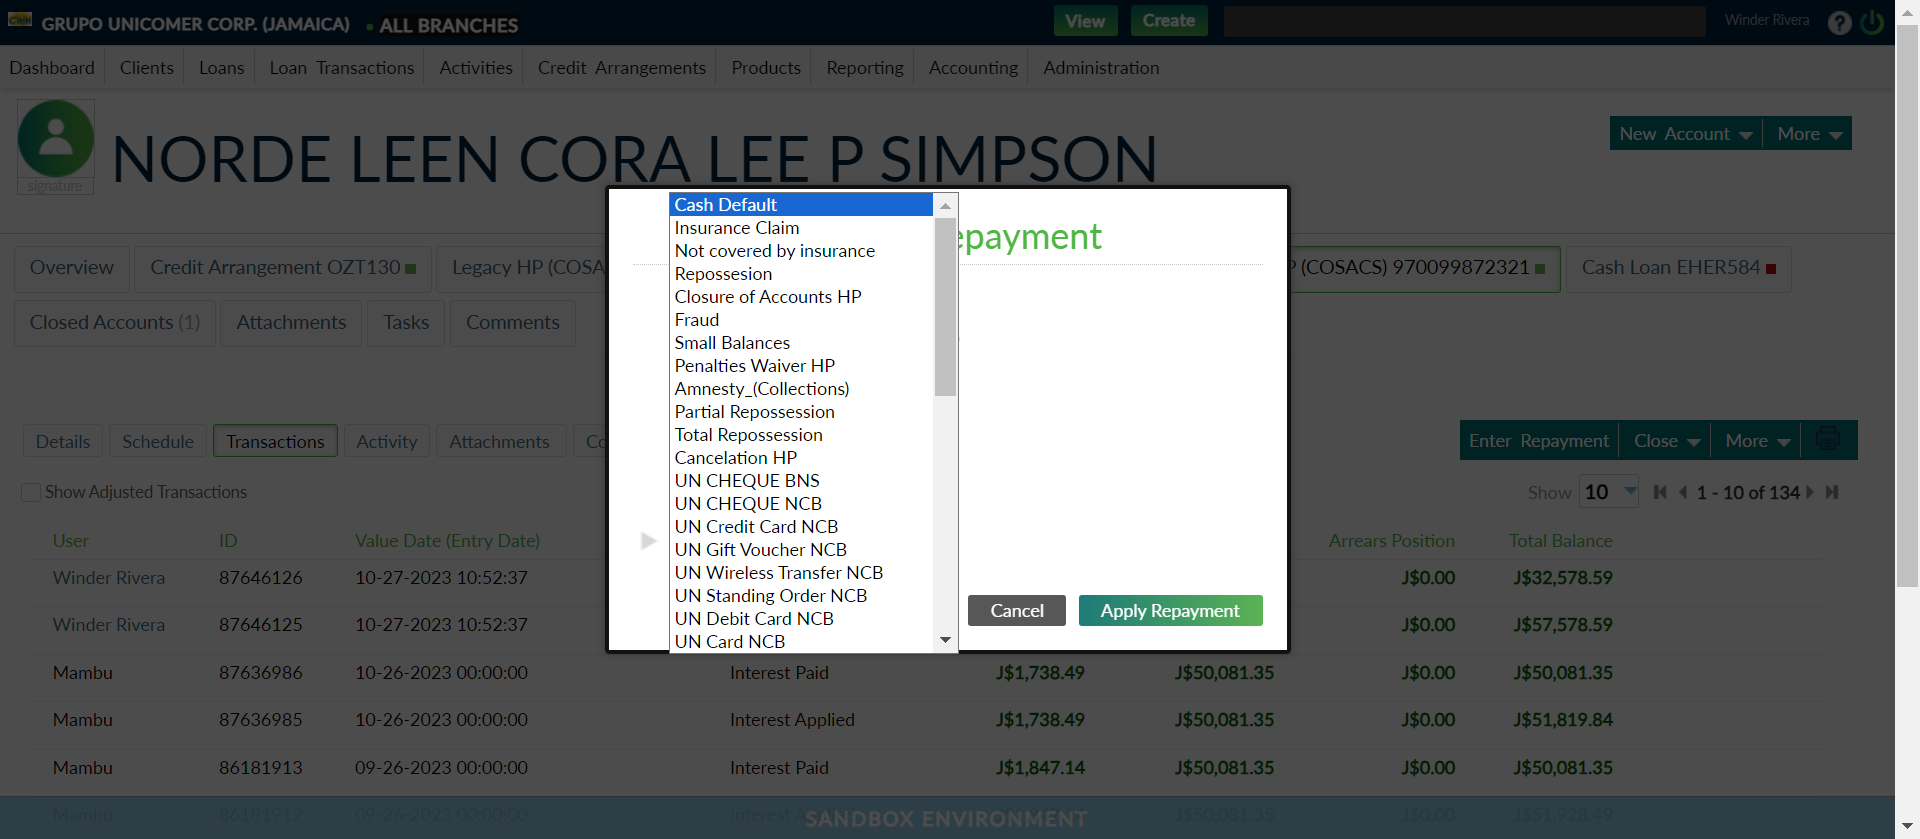 GRUPO UNICOMER CORP. (JAMAICA) • ALL BRANCHES View Create Winder Rivera ?
Dashboard Clients Loans Loan Transactions Activities Credit Arrangements Products Reporting Accounting Administration
signature
NORDE LEEN CORA LEE P SIMPSON
New Account More
Overview Credit Arrangement OZT130 Legacy HP (COSA P (COSACS) 970099872321 Cash Loan EHER584
Closed Accounts (1) Attachments Tasks Comments
epayment
Cash Default
Insurance Claim
Not covered by insurance
Repossesion
Closure of Accounts HP
Fraud
Small Balances
Penalties Waiver HP
Amnesty_(Collections)
Partial Repossession
Total Repossession
Cancelation HP
UN CHEQUE BNS
UN CHEQUE NCB
UN Credit Card NCB
UN Gift Voucher NCB
UN Wireless Transfer NCB
UN Standing Order NCB
UN Debit Card NCB
UN Card NCB
Cancel Apply Repayment
Details Schedule Transactions Activity Attachments Co
Enter Repayment Close More
Show Adjusted Transactions
Show 10 1 - 10 of 134
User ID Value Date (Entry Date) Arrears Position Total Balance
Winder Rivera 87646126 10-27-2023 10:52:37 J$0.00 J$32,578.59
Winder Rivera 87646125 10-27-2023 10:52:37 J$0.00 J$57,578.59
Mambu 87636986 10-26-2023 00:00:00 Interest Paid J$1,738.49 J$50,081.35 J$0.00 J$50,081.35
Mambu 87636985 10-26-2023 00:00:00 Interest Applied J$1,738.49 J$50,081.35 J$0.00 J$51,819.84
Mambu 86181913 09-26-2023 00:00:00 Interest Paid J$1,847.14 J$50,081.35 J$0.00 J$50,081.35
Mambu 86181912 09-26-2023 00:00:00 Interest J$50,081.35 J$0.00 J$51,928.49
SANDBOX ENVIRONMENT